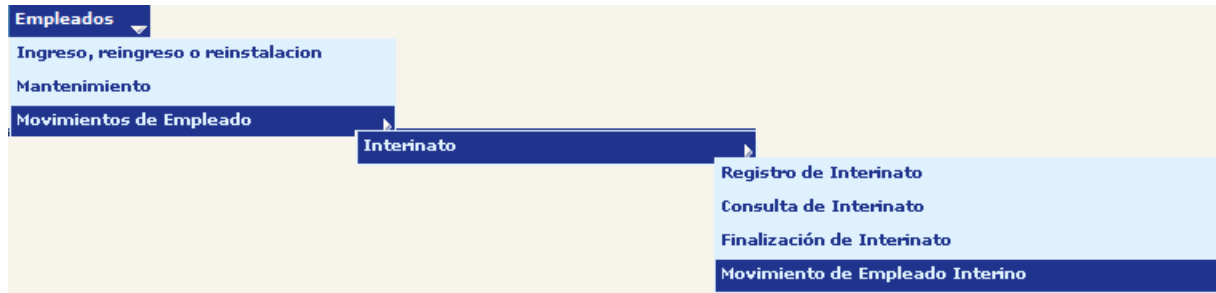 Empleados
Ingreso, reingreso o reinstalacion
Mantenimiento
Movimientos de Empleado
Interinato
Registro de Interinato
Consulta de Interinato
Finalización de Interinato
Movimiento de Empleado Interino